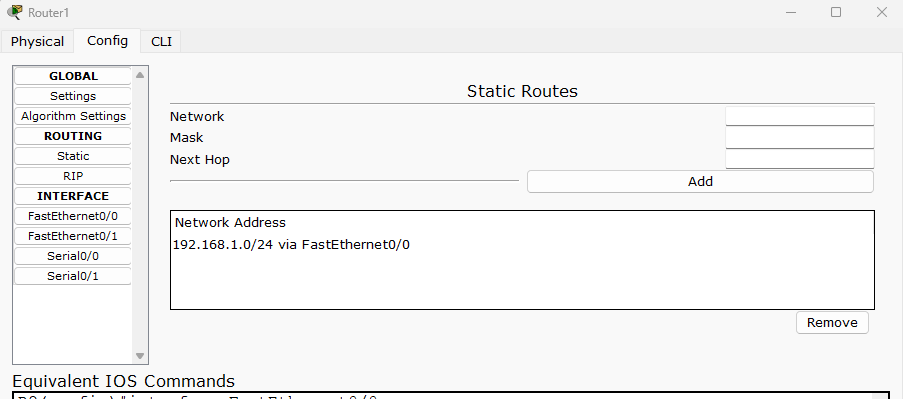 Router1
Physical Config CLI
GLOBAL
Settings
Algorithm Settings
ROUTING
Static
RIP
INTERFACE
FastEthernet0/0
FastEthernet0/1
Serial0/0
Serial0/1
Static Routes
Network
Mask
Next Hop
Add
Network Address
192.168.1.0/24 via FastEthernet0/0
Remove
Equivalent IOS Commands